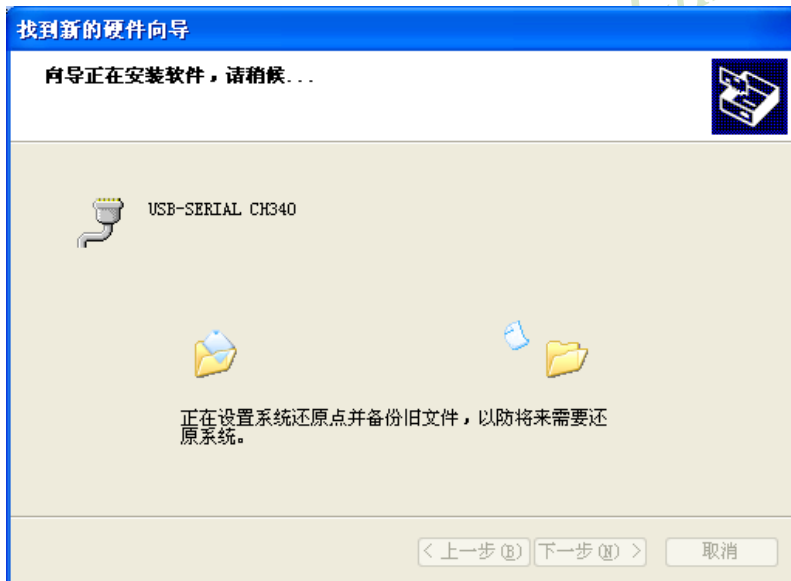 找到新的硬件向导
向导正在安装软件，请稍候...
USB-SERIAL CH340
正在设置系统还原点并备份旧文件，以防将来需要还
原系统。
< 上一步(B) 下一步(N) > 取消